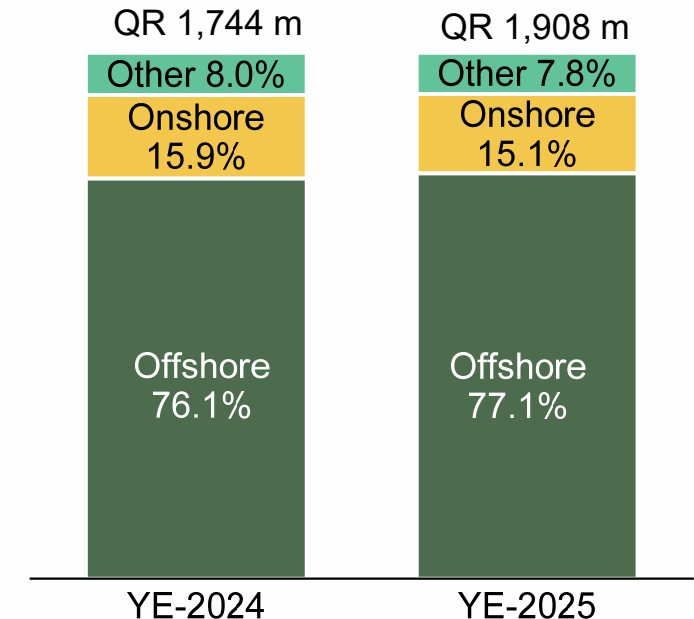 QR 1,744 m
QR 1,908 m
Other 8.0%
Other 7.8%
Onshore
15.9%
Onshore
15.1%
Offshore
76.1%
Offshore
77.1%
YE-2024
YE-2025